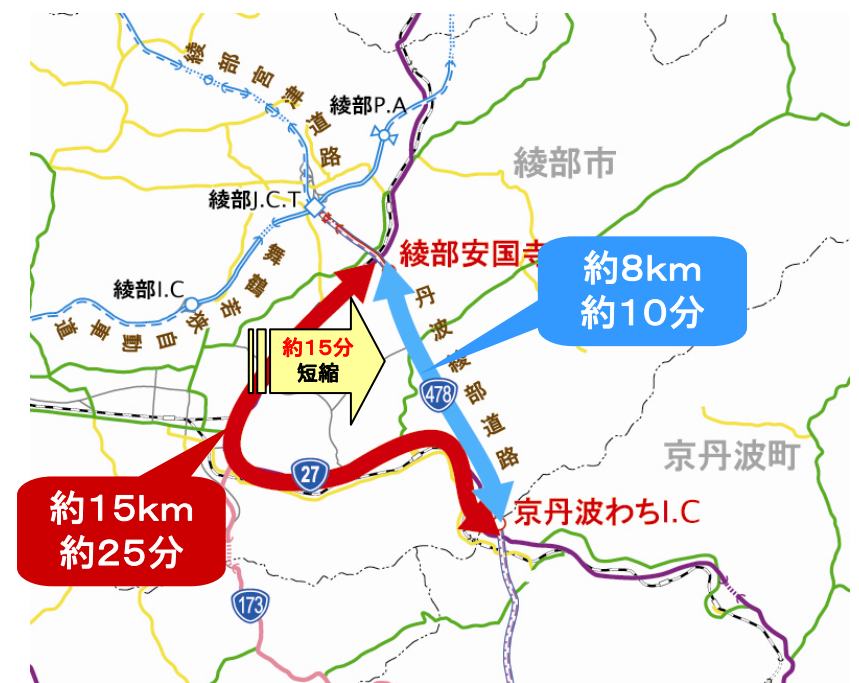 綾部宮津道路
綾部P.A
綾部市
綾部J.C.T
綾部安国寺
約8km
約10分
舞鶴若狭自動車道
綾部I.C
丹波綾部道路
約15分
短縮
478
京丹波町
27
約15km
約25分
京丹波わちI.C
173